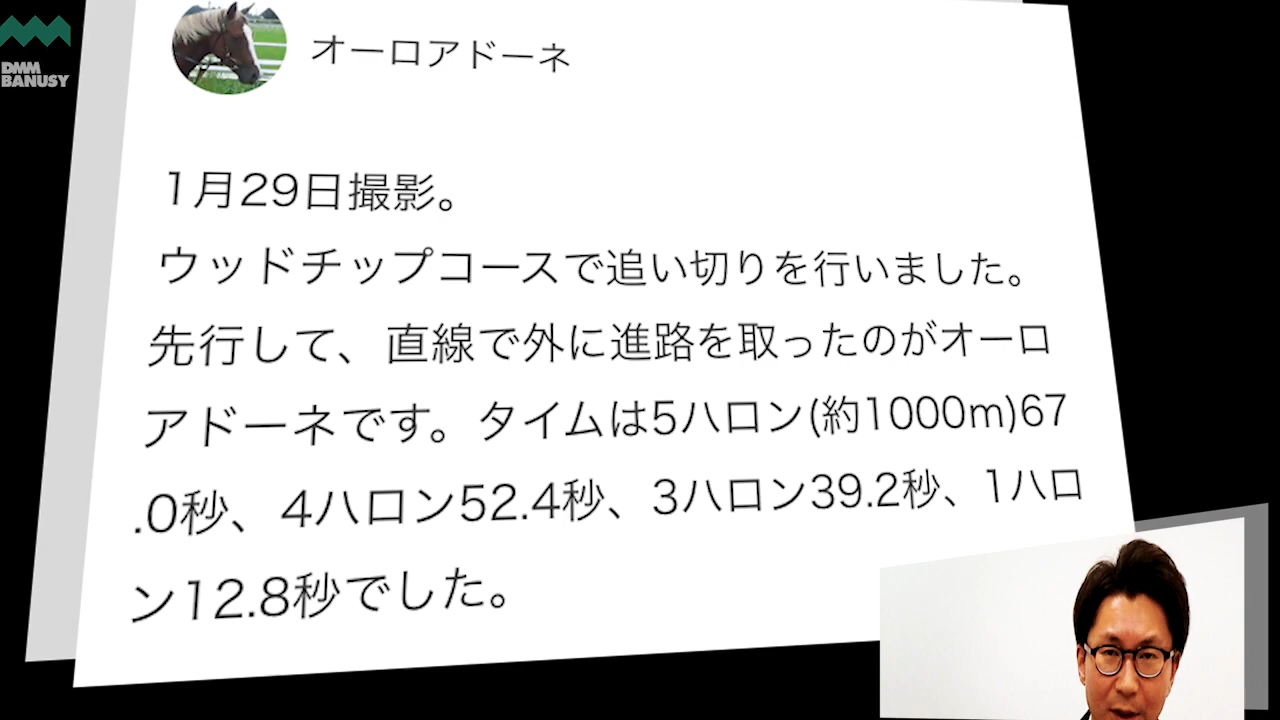 DMM
BANUSY
オーロアドーネ
1月29日撮影。
ウッドチップコースで追い切りを行いました。
先行して、直線で外に進路を取ったのがオーロ
アドーネです。タイムは5ハロン(約1000m)67
.0秒、4ハロン52.4秒、3ハロン39.2秒、1ハロ
ン12.8秒でした。